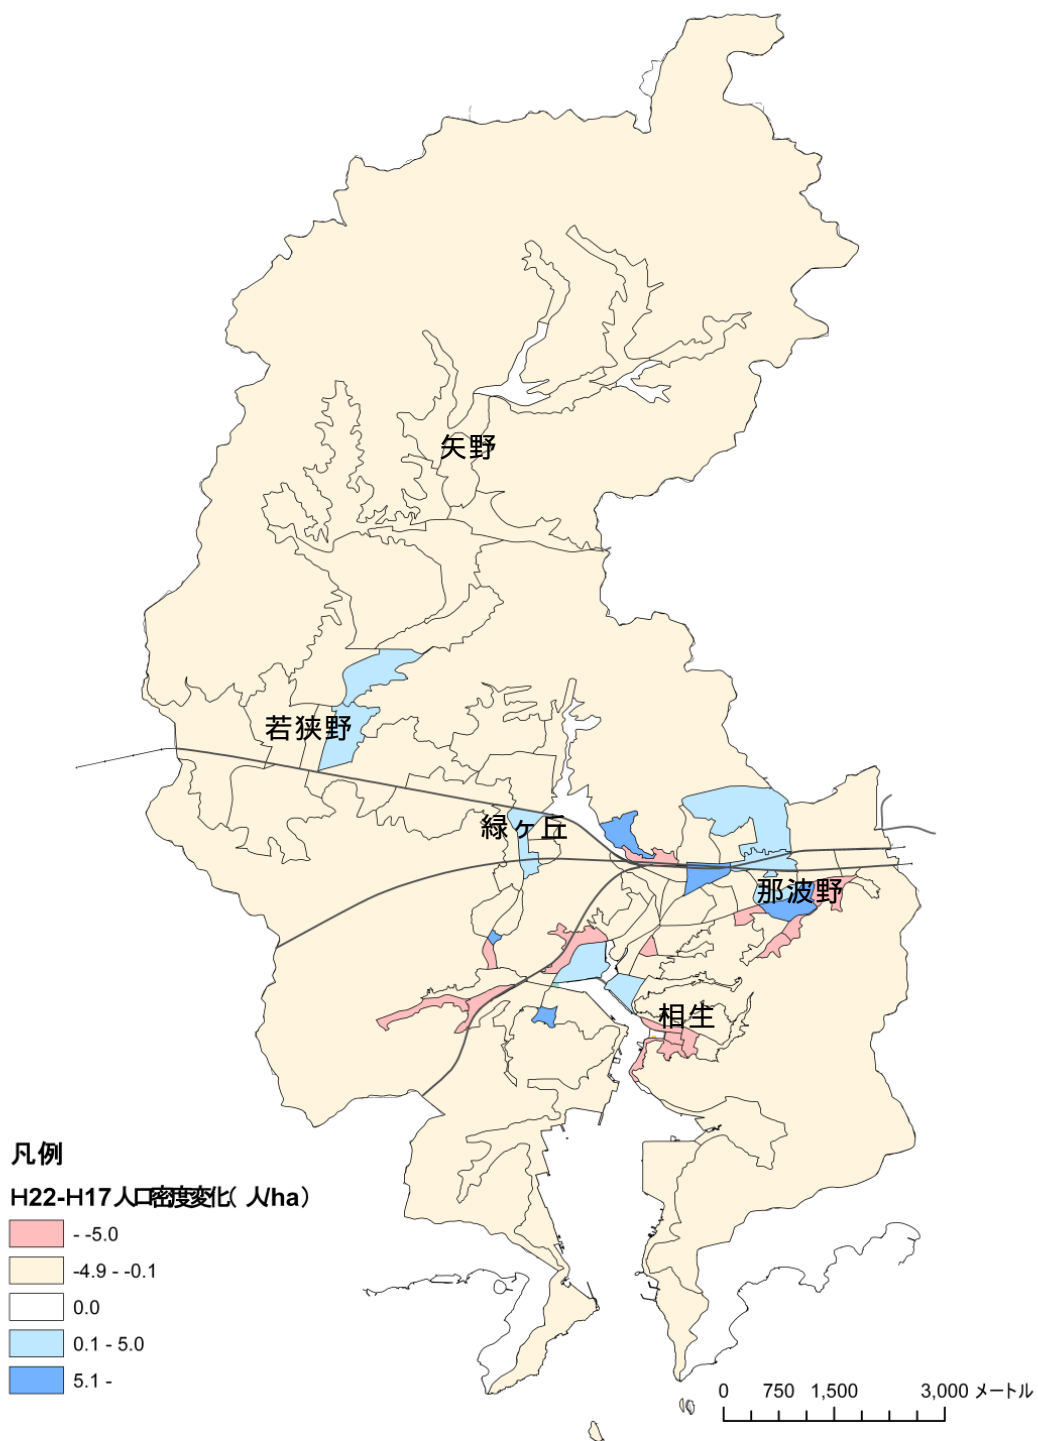 矢野
若狭野
緑ヶ丘
那波野
相生
凡例
H22-H17人口密度変化( 人/ha)
- -5.0
-4.9 - -0.1
0.0
0.1 - 5.0
5.1 -
0 750 1,500 3,000 メートル